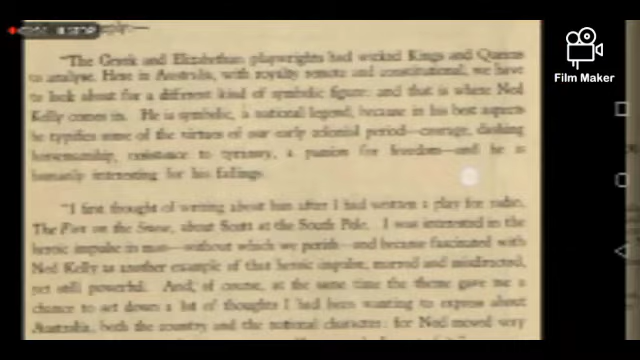 "The Greek and Elizabethan playwrights had wicked Kings and Queens
to analyse. Here in Australia, with royalty remote and constitutional, we have
to look about for a different kind of symbolic figure: and that is where Ned
Kelly comes in. He is symbolic, a national legend, because in his best aspects
he typifies some of the virtues of our early colonial period—courage, dashing
horsemanship, resistance to tyranny, a passion for freedom—and he is
humanly interesting for his failings.
"I first thought of writing about him after I had written a play for radio,
The Fire on the Snow, about Scott at the South Pole. I was interested in the
heroic impulse in man—without which we perish—and became fascinated with
Ned Kelly as another example of that heroic impulse, marred and misdirected,
yet still powerful. And, of course, at the same time the theme gave me a
chance to set down a lot of thoughts I had been wanting to express about
Australia, both the country and the national character: for Ned moved very
Film Maker